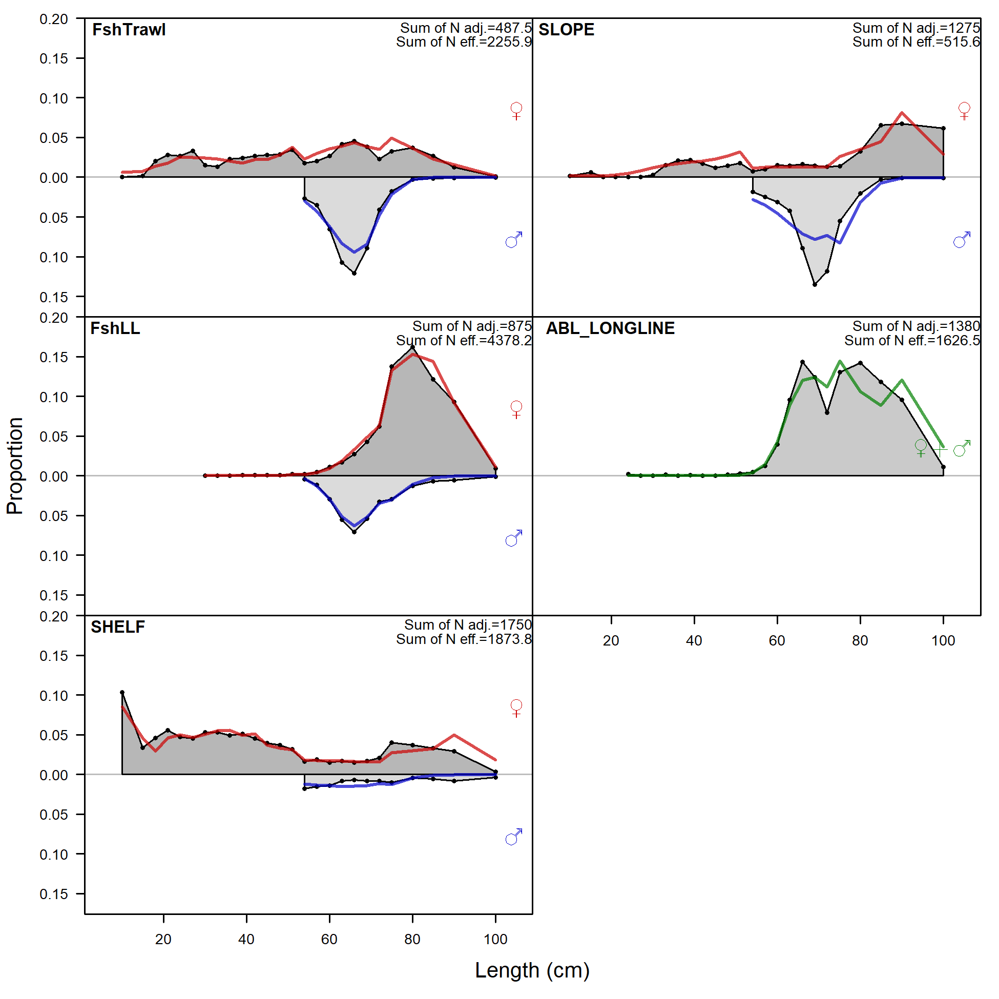 FshTrawl
Sum of N adj.=487.5
Sum of N eff.=2255.9
SLOPE
Sum of N adj.=1275
Sum of N eff.=515.6
0.20
0.15
0.10
0.05
0.00
0.05
0.10
0.15
♀
♂
♀
♂
FshLL
Sum of N adj.=875
Sum of N eff.=4378.2
ABL_LONGLINE
Sum of N adj.=1380
Sum of N eff.=1626.5
0.20
0.15
0.10
0.05
0.00
0.05
0.10
0.15
♀
♂
♀ + ♂
20 40 60 80 100
SHELF
Sum of N adj.=1750
Sum of N eff.=1873.8
0.20
0.15
0.10
0.05
0.00
0.05
0.10
0.15
♀
♂
20 40 60 80 100
Proportion
Length (cm)